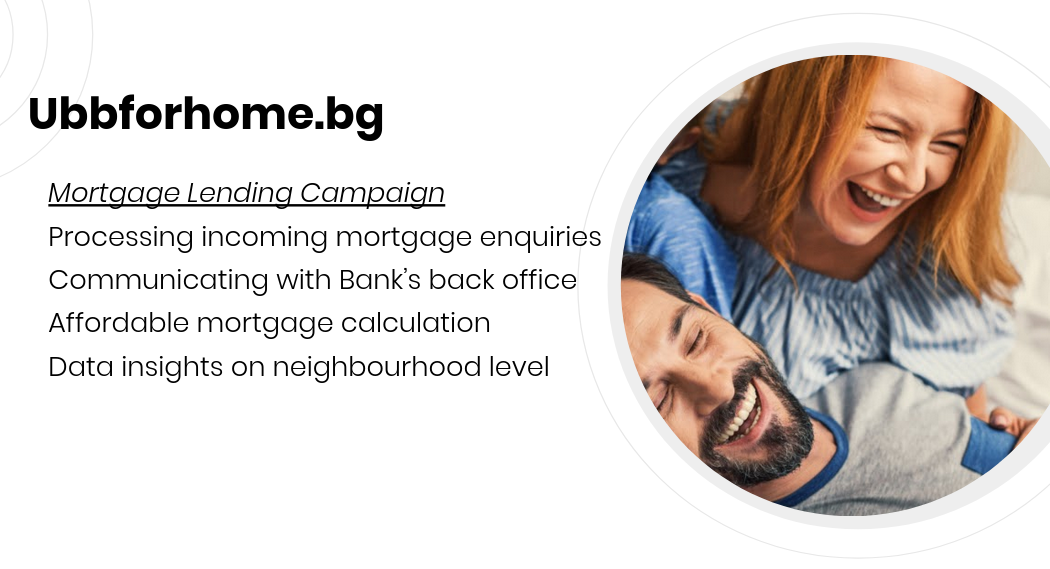 Ubbforhome.bg
Mortgage Lending Campaign
Processing incoming mortgage enquiries
Communicating with Bank’s back office
Affordable mortgage calculation
Data insights on neighbourhood level